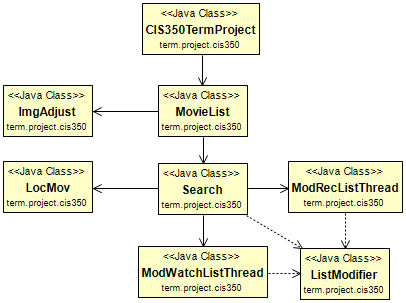 <<Java Class>>
CIS350TermProject
term.project.cis350
<<Java Class>>
ImgAdjust
term.project.cis350
<<Java Class>>
MovieList
term.project.cis350
<<Java Class>>
LocMov
term.project.cis350
<<Java Class>>
Search
term.project.cis350
<<Java Class>>
ModRecListThread
term.project.cis350
<<Java Class>>
ModWatchListThread
term.project.cis350
<<Java Class>>
ListModifier
term.project.cis350